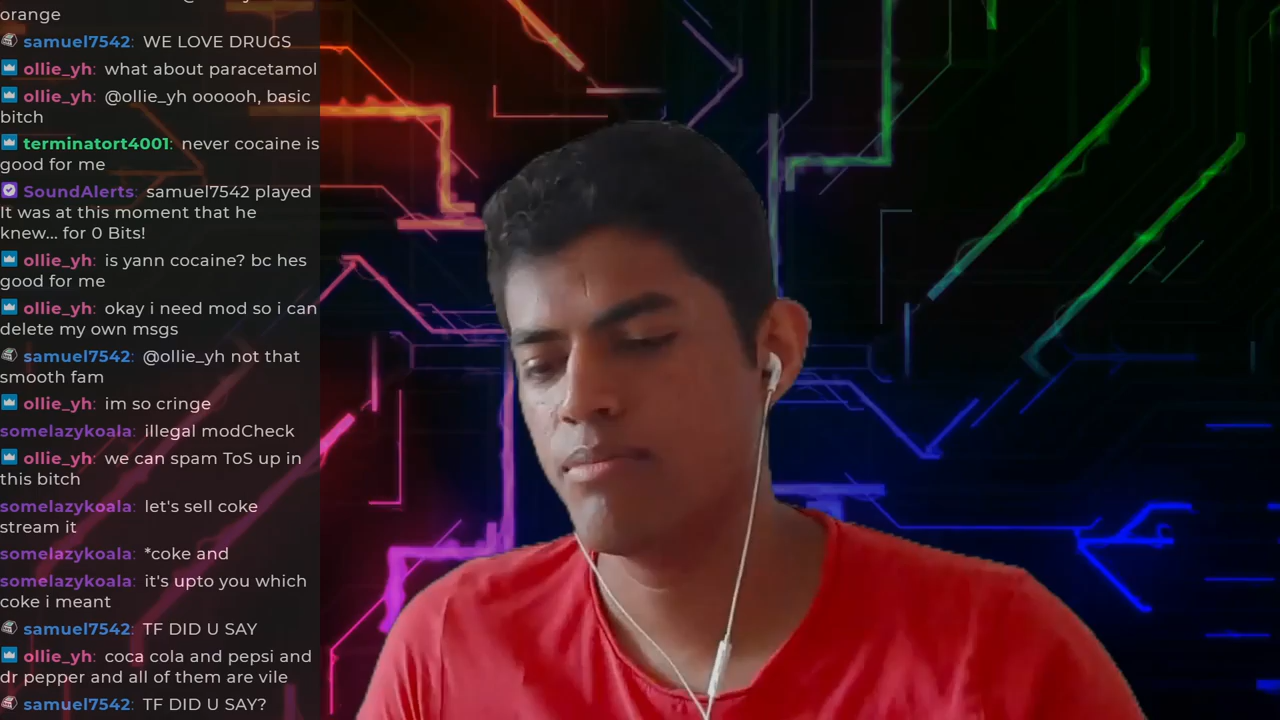 orange
samuel7542: WE LOVE DRUGS
ollie_yh: what about paracetamol
ollie_yh: @ollie_yh oooooh, basic
bitch
terminatort4001: never cocaine is
good for me
SoundAlerts: samuel7542 played
It was at this moment that he
knew... for 0 Bits!
ollie_yh: is yann cocaine? bc hes
good for me
ollie_yh: okay i need mod so i can
delete my own msgs
samuel7542: @ollie_yh not that
smooth fam
ollie_yh: im so cringe
somelazykoala: illegal modCheck
ollie_yh: we can spam ToS up in
this bitch
somelazykoala: let's sell coke
stream it
somelazykoala: *coke and
somelazykoala: it's upto you which
coke i meant
samuel7542: TF DID U SAY
ollie_yh: coca cola and pepsi and
dr pepper and all of them are vile
samuel7542: TF DID U SAY?